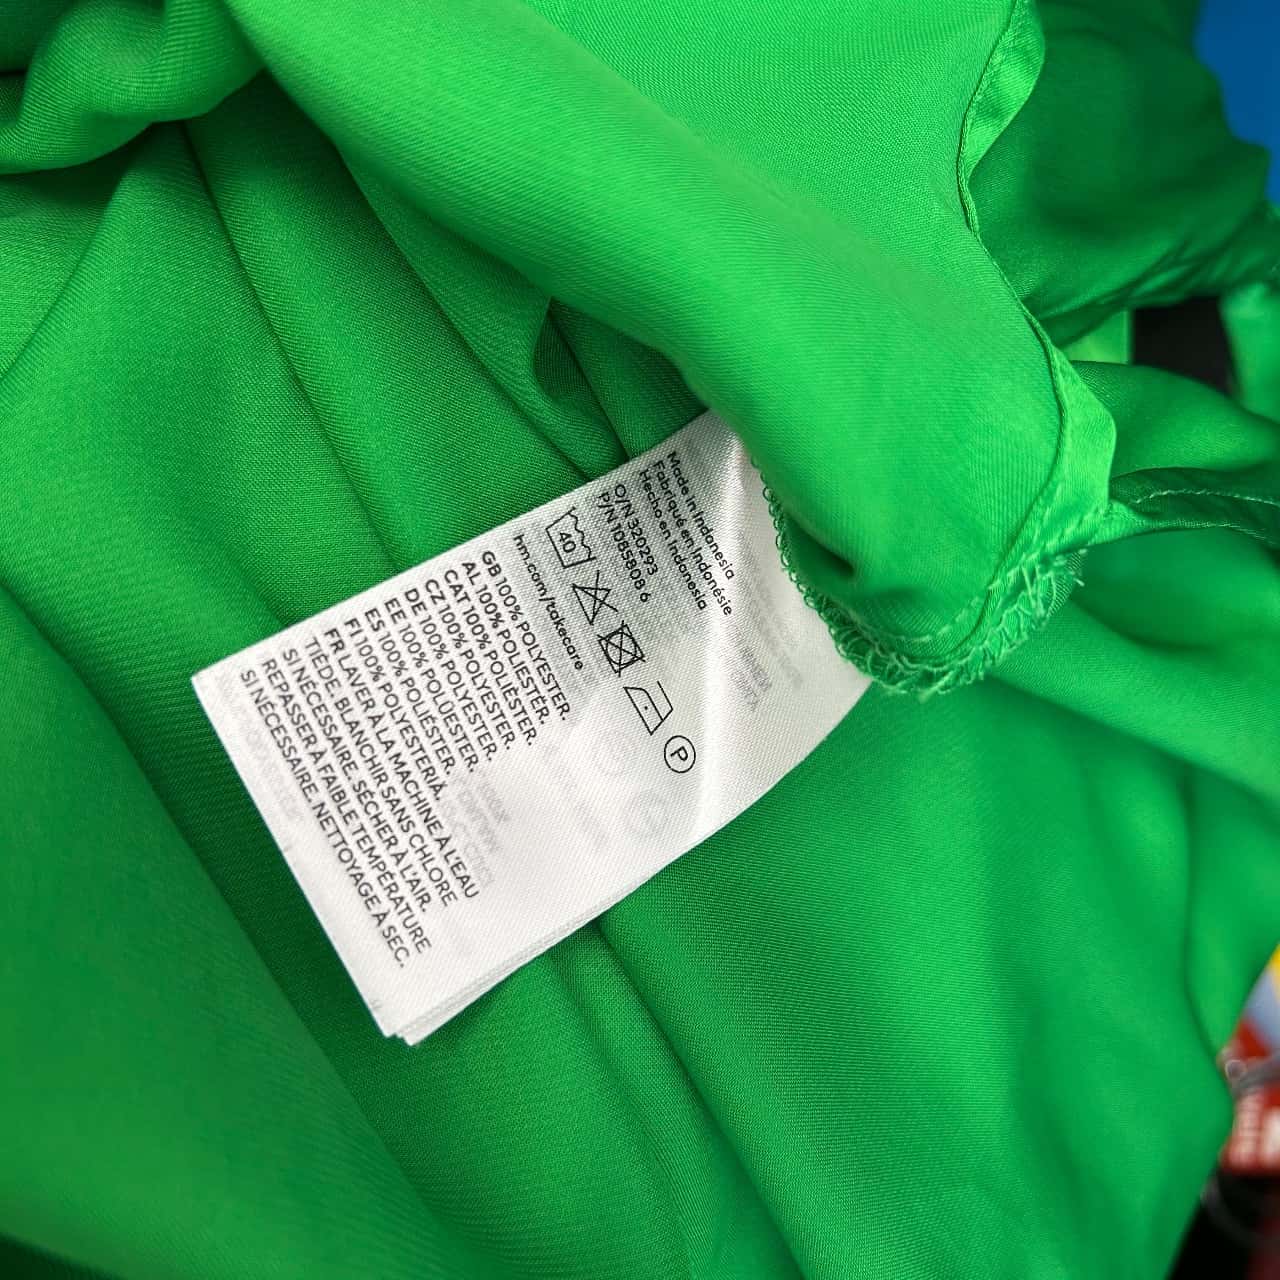 Made in Indonesia
Fabriqué en Indonésie
Hecho en Indonesia
O/N 320293
P/N 1085808 6
40
P
hm.com/takecare
GB 100% POLYESTER.
AL 100% POLIESTËR.
CAT 100% POLIÈSTER.
CZ 100% POLYESTER.
DE 100% POLYESTER.
EE 100% POLÜESTER.
ES 100% POLIÉSTER.
FI 100% POLYESTERIÄ.
FR LAVER À LA MACHINE À L'EAU
TIÈDE. BLANCHIR SANS CHLORE
SI NÉCESSAIRE. SÉCHER À L'AIR.
REPASSER À FAIBLE TEMPÉRATURE
SI NÉCESSAIRE. NETTOYAGE À SEC.